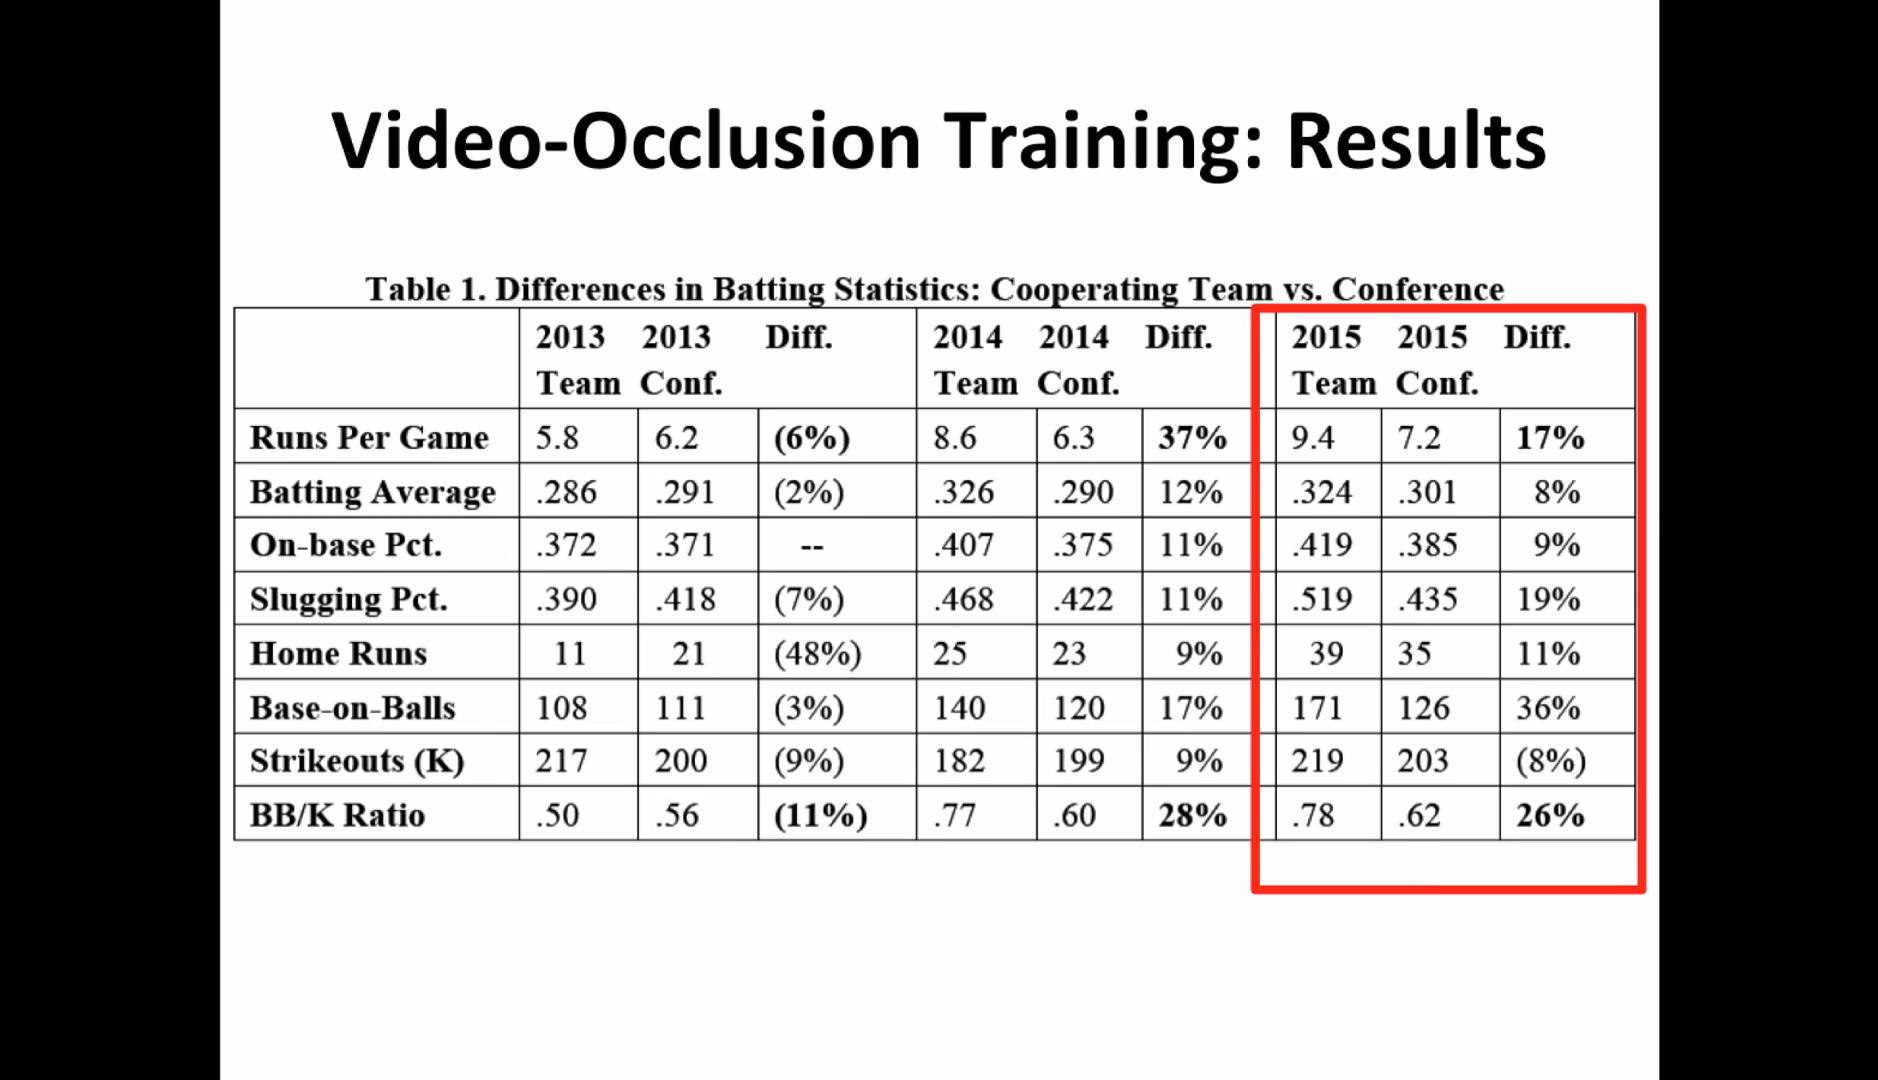 Video-Occlusion Training: Results
Table 1. Differences in Batting Statistics: Cooperating Team vs. Conference
2013 2013 Diff. 2014 2014 Diff. 2015 2015 Diff.
Team Conf. Team Conf. Team Conf.
Runs Per Game 5.8 6.2 (6%) 8.6 6.3 37% 9.4 7.2 17%
Batting Average .286 .291 (2%) .326 .290 12% .324 .301 8%
On-base Pct. .372 .371 -- .407 .375 11% .419 .385 9%
Slugging Pct. .390 .418 (7%) .468 .422 11% .519 .435 19%
Home Runs 11 21 (48%) 25 23 9% 39 35 11%
Base-on-Balls 108 111 (3%) 140 120 17% 171 126 36%
Strikeouts (K) 217 200 (9%) 182 199 9% 219 203 (8%)
BB/K Ratio .50 .56 (11%) .77 .60 28% .78 .62 26%